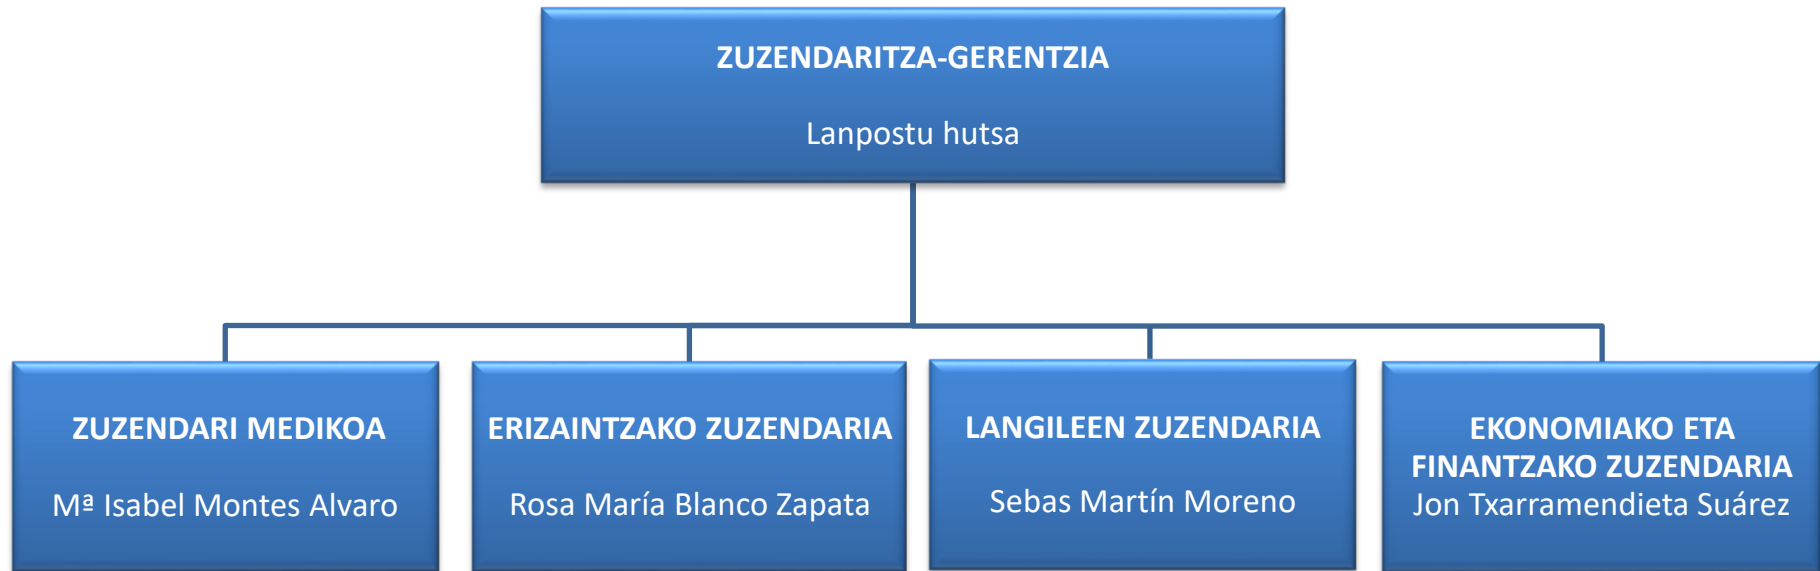 ZUZENDARITZA-GERENTZIA
Lanpostu hutsa
ZUZENDARI MEDIKOA
Mª Isabel Montes Alvaro
ERIZAINTZAKO ZUZENDARIA
Rosa María Blanco Zapata
LANGILEEN ZUZENDARIA
Sebas Martín Moreno
EKONOMIAKO ETA
FINANTZAKO ZUZENDARIA
Jon Txarramendieta Suárez